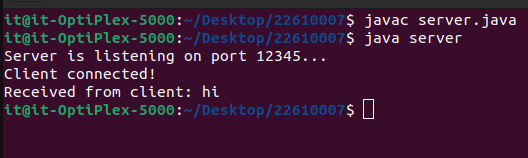 it@it-OptiPlex-5000:~/Desktop/22610007$ javac server.java
it@it-OptiPlex-5000:~/Desktop/22610007$ java server
Server is listening on port 12345...
Client connected!
Received from client: hi
it@it-OptiPlex-5000:~/Desktop/22610007$